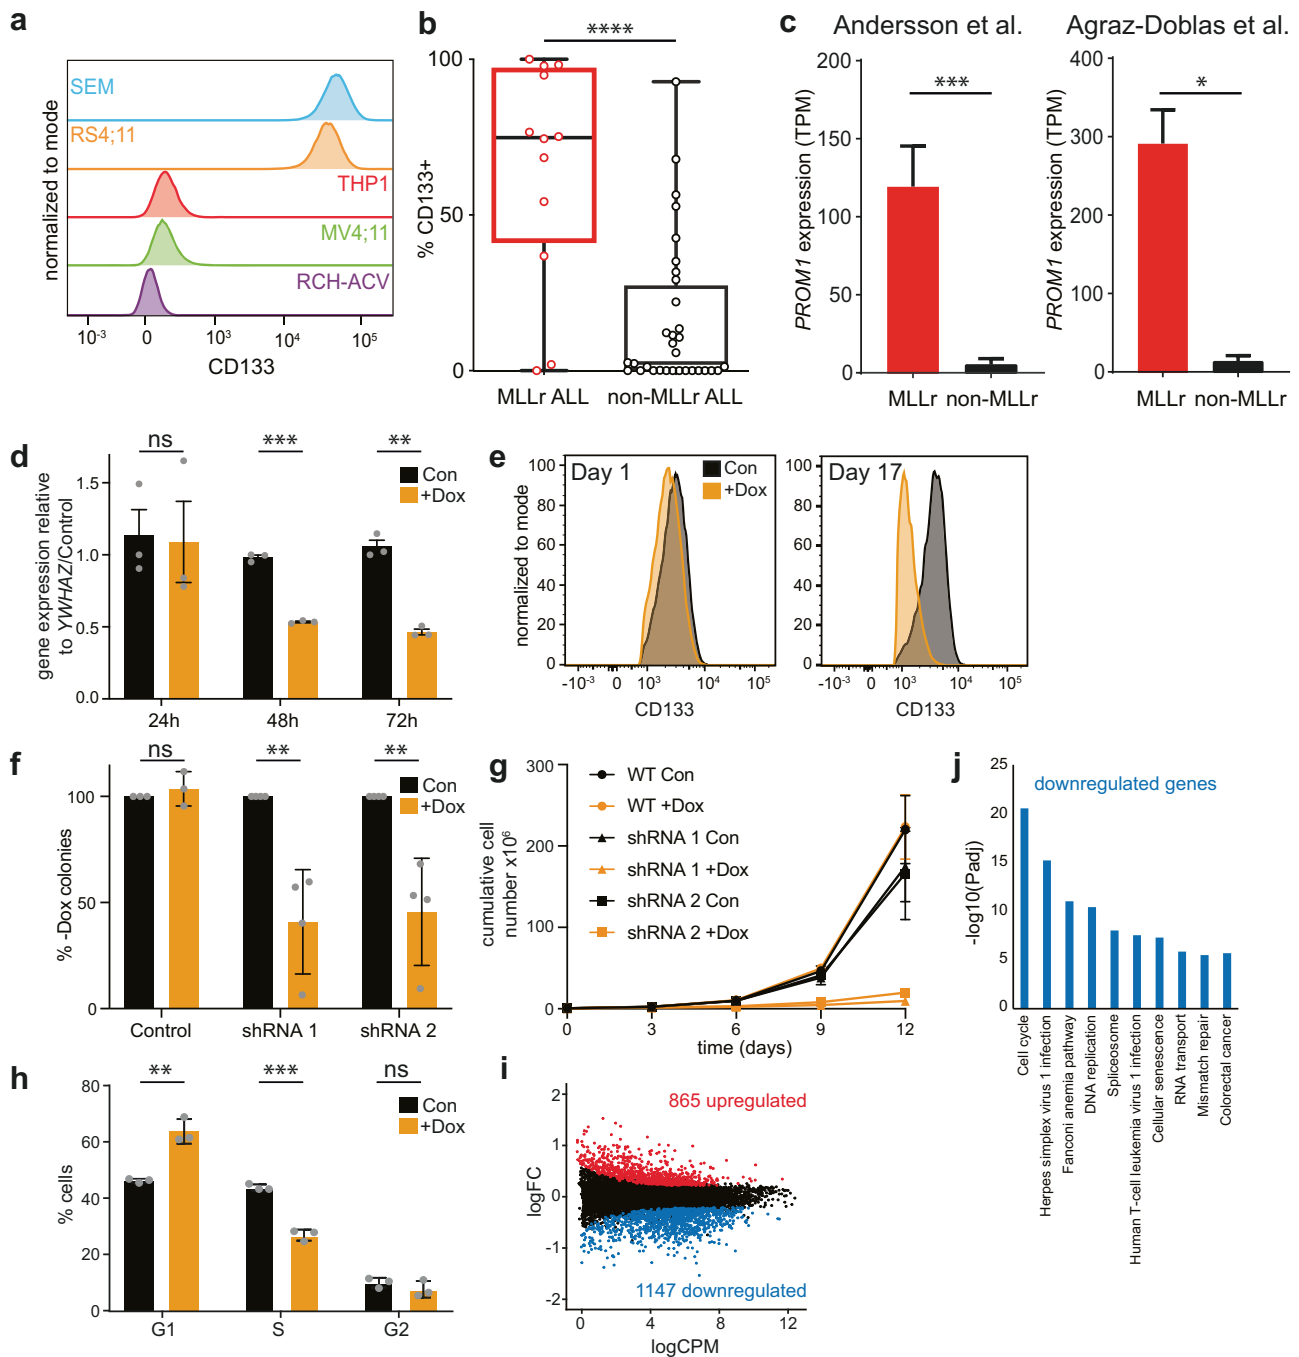 a
normalized to mode
SEM
RS4;11
THP1
MV4;11
RCH-ACV
-10⁻³ 0 10³ 10⁴ 10⁵
CD133
b
****
% CD133+
100
50
0
MLLr ALL non-MLLr ALL
c
Andersson et al.
PROM1 expression (TPM)
200
150
100
50
0
***
MLLr non-MLLr
Agraz-Doblas et al.
PROM1 expression (TPM)
400
300
200
100
0
*
MLLr non-MLLr
d
gene expression relative
to YWHAZ/Control
1.5
1.0
0.5
0.0
ns *** **
Con
+Dox
24h 48h 72h
e
normalized to mode
100
80
60
40
20
0
Day 1
Con
+Dox
-10⁻³ 0 10³ 10⁴ 10⁵
CD133
100
80
60
40
20
0
Day 17
-10⁻³ 0 10³ 10⁴ 10⁵
CD133
f
% -Dox colonies
100
50
0
ns ** **
Con
+Dox
Control shRNA 1 shRNA 2
g
cumulative cell
number x10⁶
300
200
100
0
WT Con
WT +Dox
shRNA 1 Con
shRNA 1 +Dox
shRNA 2 Con
shRNA 2 +Dox
0 3 6 9 12
time (days)
h
% cells
80
60
40
20
0
** *** ns
Con
+Dox
G1 S G2
i
logFC
2
1
0
-1
-2
865 upregulated
1147 downregulated
0 4 8 12
logCPM
j
-log10(Padj)
25
20
15
10
5
0
downregulated genes
Cell cycle
Herpes simplex virus 1 infection
Fanconi anemia pathway
DNA replication
Spliceosome
Human T-cell leukemia virus 1 infection
Cellular senescence
RNA transport
Mismatch repair
Colorectal cancer